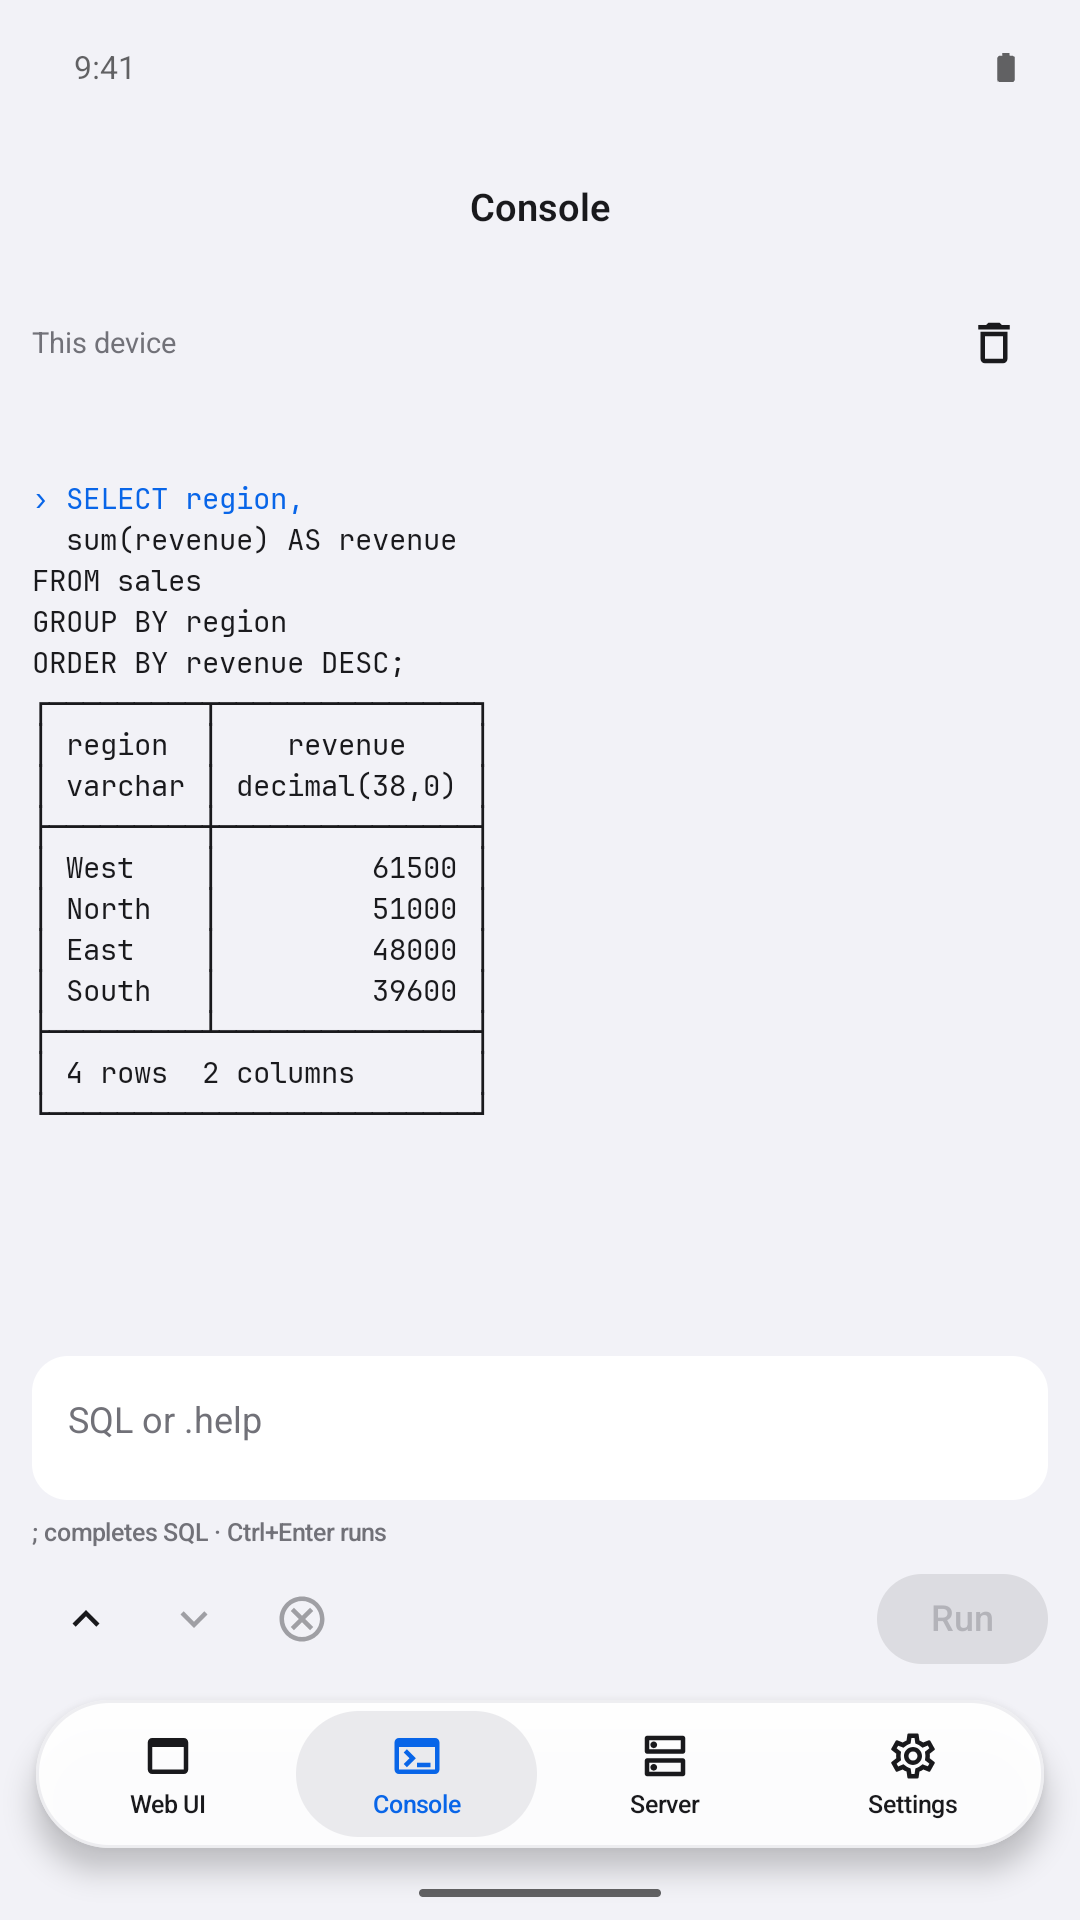 9:41
Console
This device
› SELECT region,
  sum(revenue) AS revenue
FROM sales
GROUP BY region
ORDER BY revenue DESC;
region revenue
varchar decimal(38,0)
West 61500
North 51000
East 48000
South 39600
4 rows  2 columns
SQL or .help
; completes SQL · Ctrl+Enter runs
Run
Web UI Console Server Settings